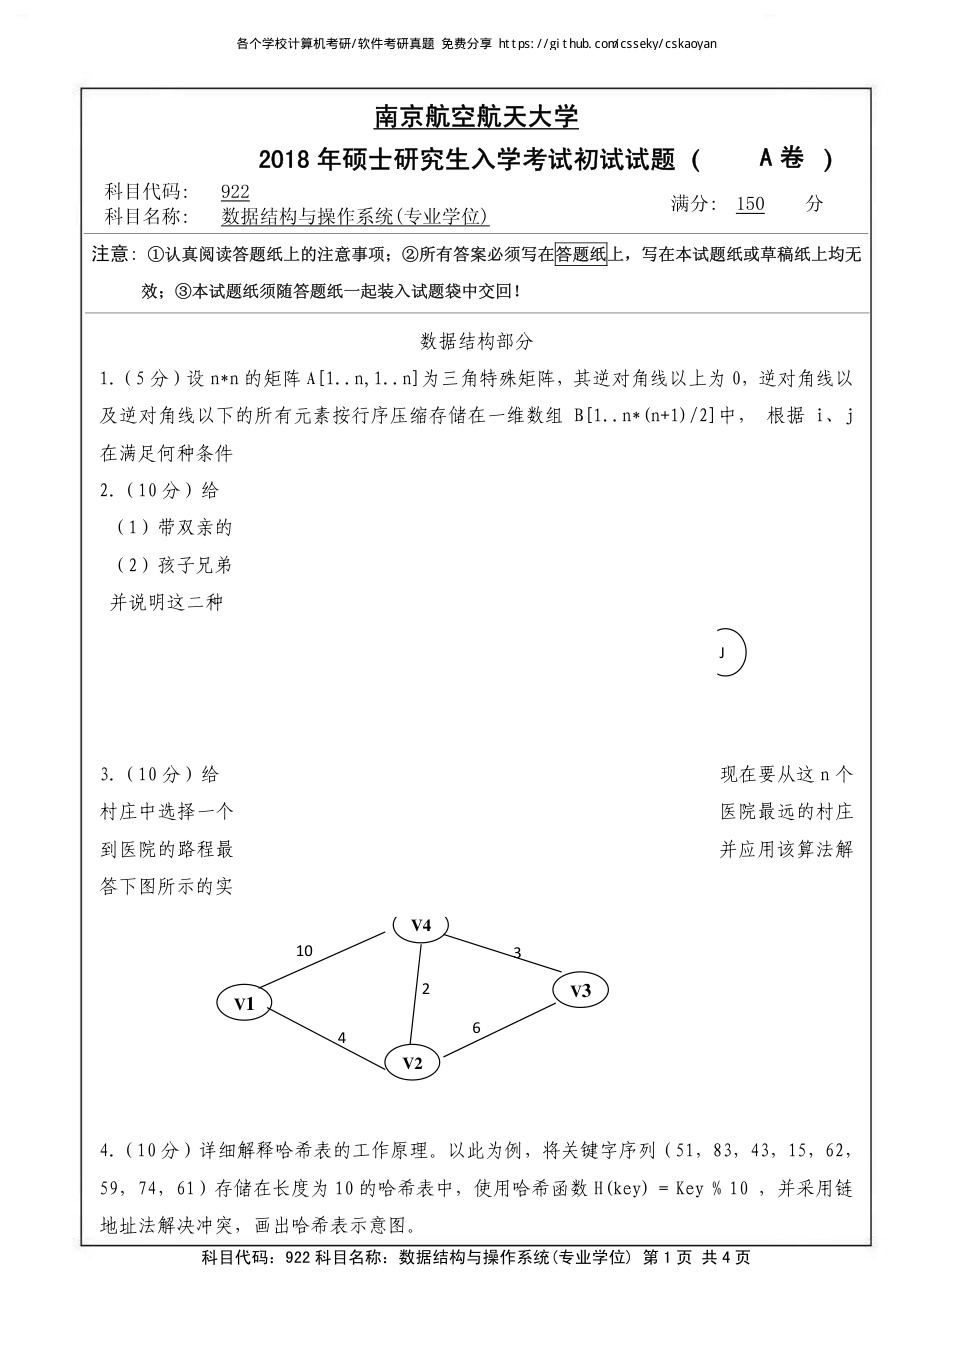 各个学校计算机考研/软件考研真题 免费分享 https://github.com/csseky/cskaoyan
南京航空航天大学
2018 年硕士研究生入学考试初试试题 ( A 卷 )
科目代码: 922
满分: 150 分
科目名称: 数据结构与操作系统(专业学位)
注意: ①认真阅读答题纸上的注意事项;②所有答案必须写在答题纸上,写在本试题纸或草稿纸上均无
效;③本试题纸须随答题纸一起装入试题袋中交回!
数据结构部分
1.(5 分)设 n*n 的矩阵 A[1..n,1..n]为三角特殊矩阵,其逆对角线以上为 0,逆对角线以
及逆对角线以下的所有元素按行序压缩存储在一维数组 B[1..n*(n+1)/2]中, 根据 i、j
在满足何种条件
2.(10 分)给
(1)带双亲的
(2)孩子兄弟
并说明这二种
J
3.(10 分)给 现在要从这 n 个
村庄中选择一个 医院最远的村庄
到医院的路程最 并应用该算法解
答下图所示的实
V4
10
3
2
V1
V3
6
4
V2
4.(10 分)详细解释哈希表的工作原理。以此为例,将关键字序列(51,83,43,15,62,
59,74,61)存储在长度为 10 的哈希表中,使用哈希函数 H(key) = Key % 10 ,并采用链
地址法解决冲突,画出哈希表示意图。
科目代码:922 科目名称:数据结构与操作系统(专业学位) 第 1 页 共 4 页